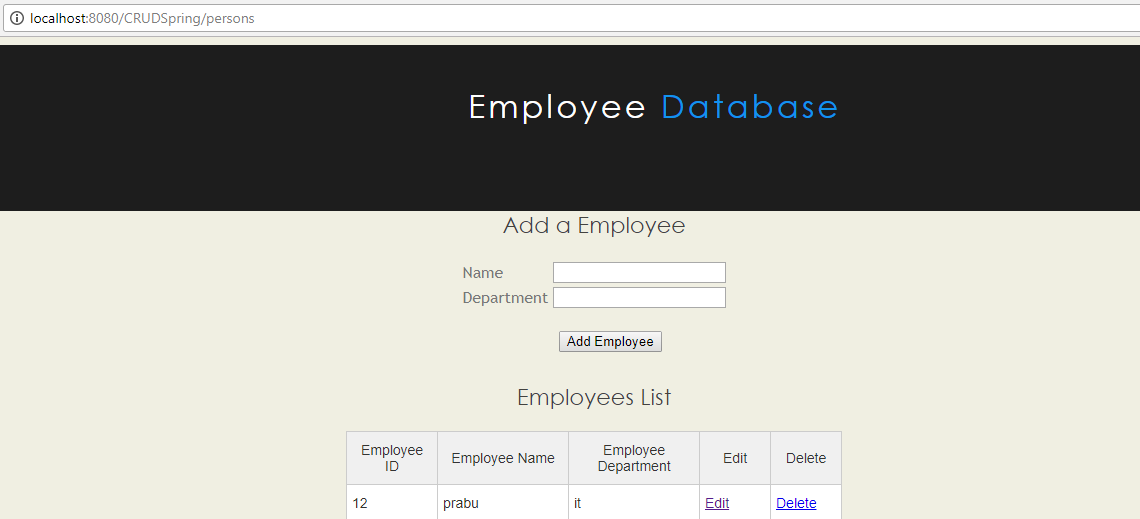 localhost:8080/CRUDSpring/persons
Employee Database
Add a Employee
Name
Department
Add Employee
Employees List
Employee ID Employee Name Employee Department Edit Delete
12 prabu it Edit Delete